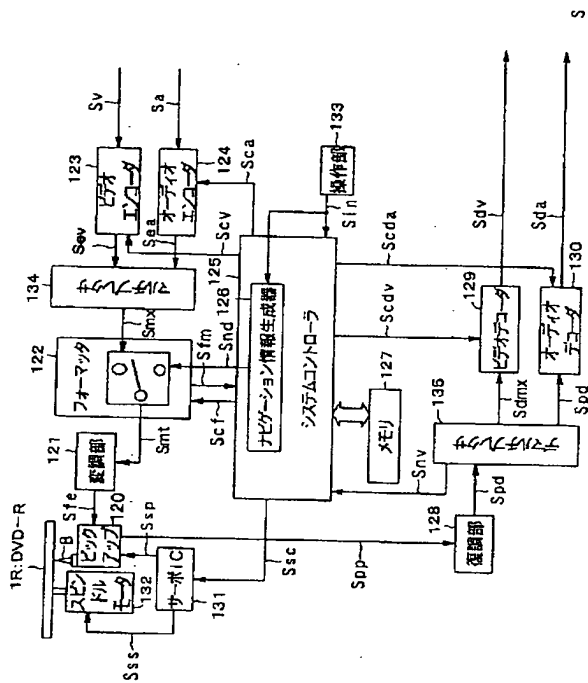 1R:DVD-R
B
スピン
ドル
モータ
132
ピック
アップ
120
Sfe
変調部
121
Smt
フォーマッタ
122
Smx
マルチプレクサ
134
Sev
Sea
ビデオ
エンコーダ
123
Sv
オーディオ
エンコーダ
124
Sa
Sss
サーボIC
131
Ssp
Ssc
Scf
Sfm
Snd
Scv
Sca
125
126
ナビゲーション情報生成器
システムコントローラ
Sin
操作部
133
メモリ
127
Spp
復調部
128
Spd
Snv
デマルチプレクサ
135
Scdv
Scda
Sdmx
Spd
ビデオデコーダ
129
オーディオ
デコーダ
130
Sdv
Sda
S